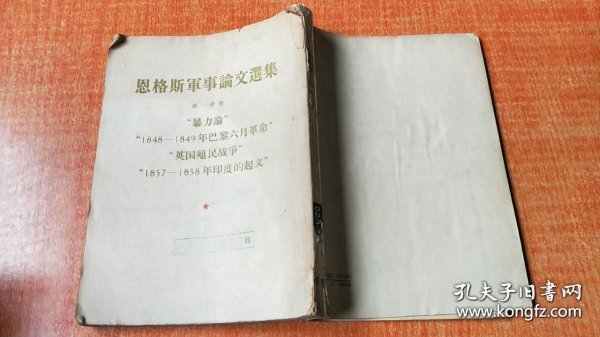 恩格斯軍事論文選集
第一分册
“暴力論”
“1848—1849年巴黎六月革命”
“英国殖民战爭”
“1857—1858年印度的起义”
孔夫子旧書网
www.kongfz.com